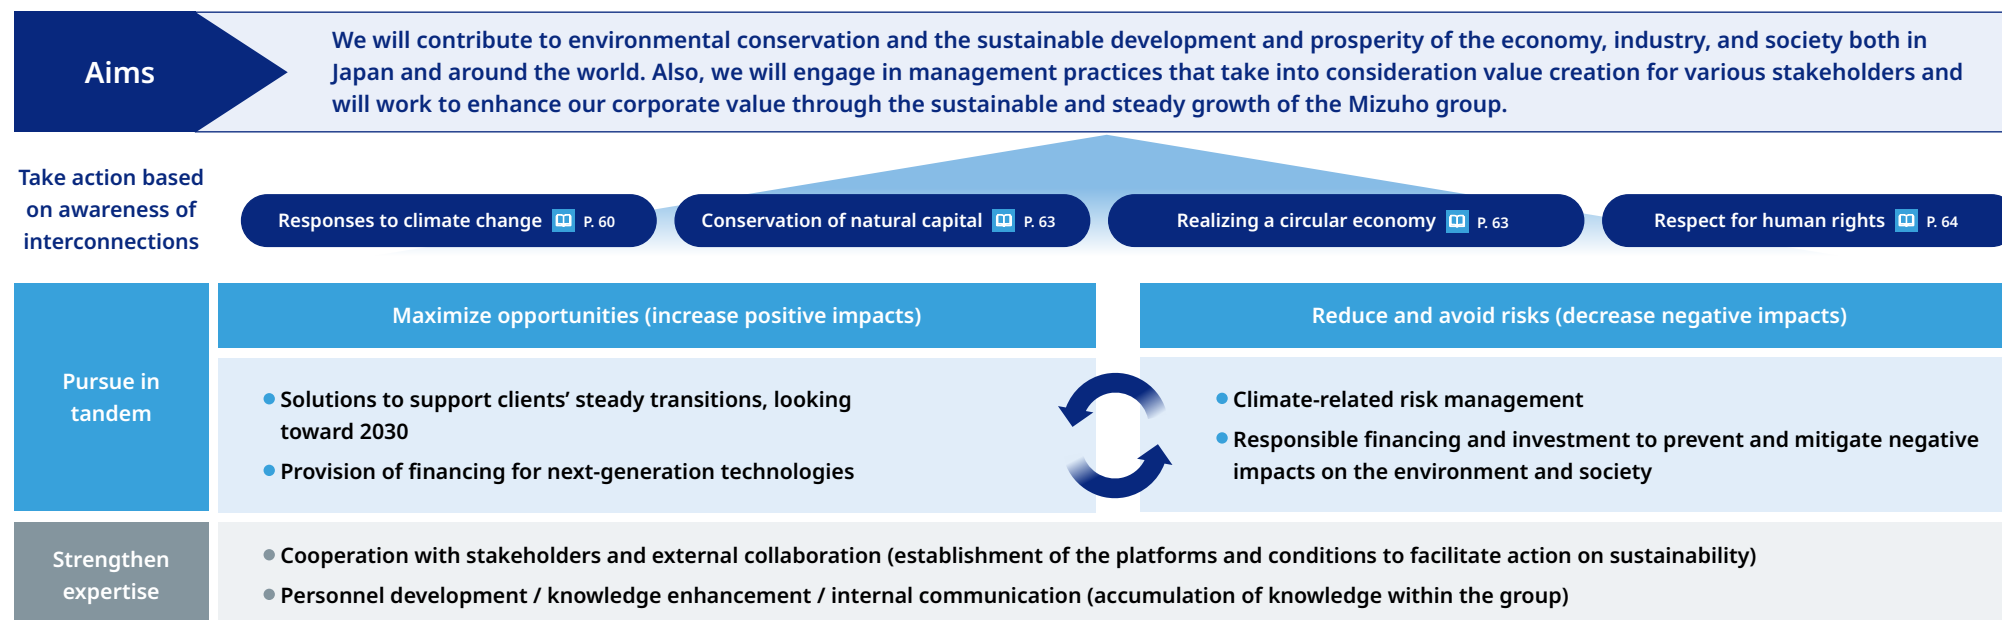 Aims
We will contribute to environmental conservation and the sustainable development and prosperity of the economy, industry, and society both in
Japan and around the world. Also, we will engage in management practices that take into consideration value creation for various stakeholders and
will work to enhance our corporate value through the sustainable and steady growth of the Mizuho group.
Take action based
on awareness of
interconnections
Responses to climate change P. 60
Conservation of natural capital P. 63
Realizing a circular economy P. 63
Respect for human rights P. 64
Pursue in
tandem
Maximize opportunities (increase positive impacts)
● Solutions to support clients’ steady transitions, looking
toward 2030
● Provision of financing for next-generation technologies
Reduce and avoid risks (decrease negative impacts)
● Climate-related risk management
● Responsible financing and investment to prevent and mitigate negative
impacts on the environment and society
Strengthen
expertise
● Cooperation with stakeholders and external collaboration (establishment of the platforms and conditions to facilitate action on sustainability)
● Personnel development / knowledge enhancement / internal communication (accumulation of knowledge within the group)